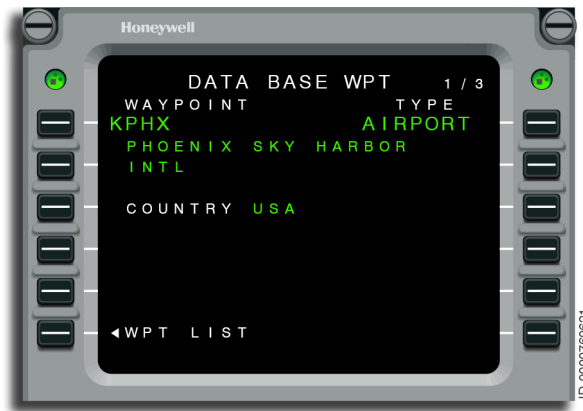 Honeywell
DATA BASE WPT 1 / 3
WAYPOINT TYPE
KPHX AIRPORT
PHOENIX SKY HARBOR
INTL
COUNTRY USA
◄WPT LIST